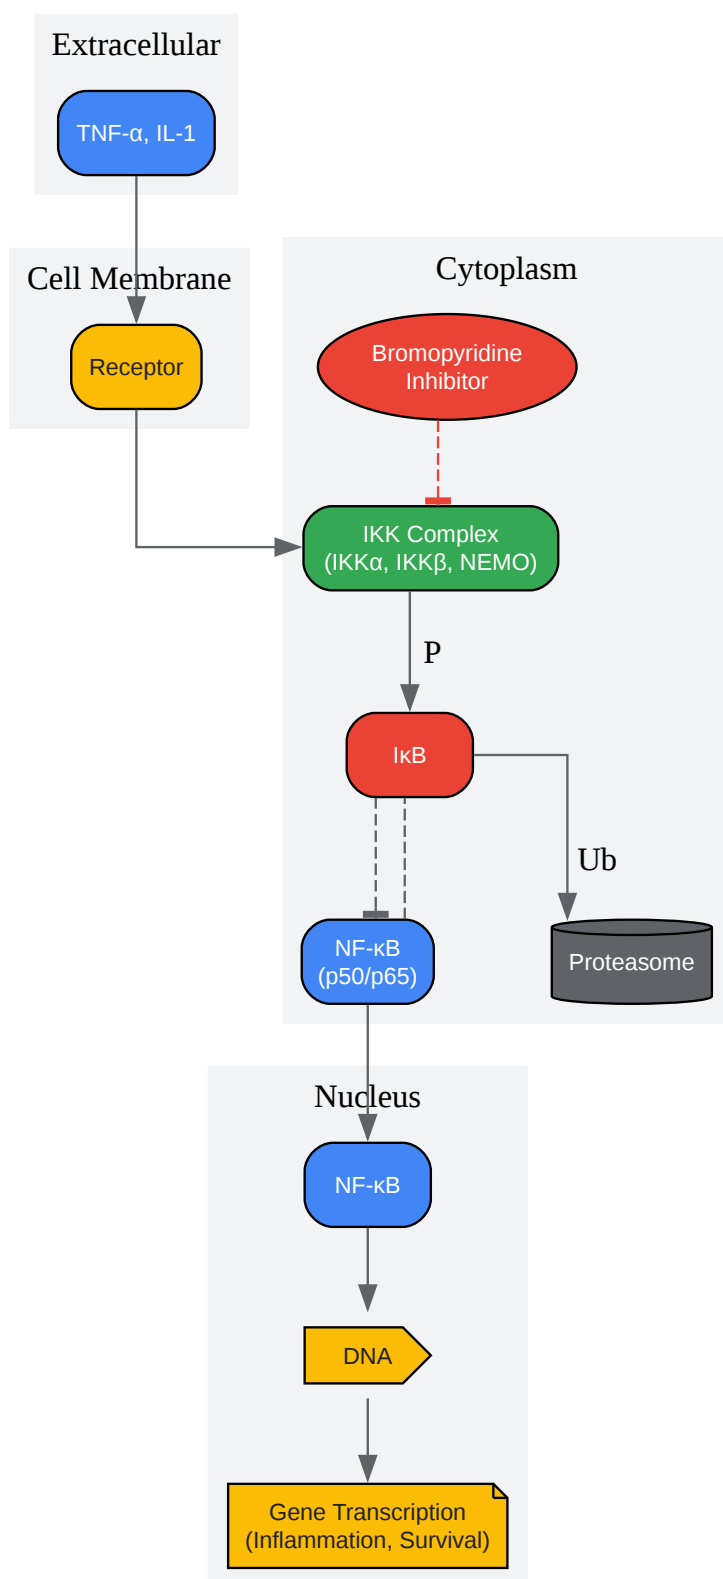 Extracellular
TNF-α, IL-1
Cell Membrane
Receptor
Cytoplasm
Bromopyridine
Inhibitor
IKK Complex
(IKKα, IKKβ, NEMO)
P
IκB
Ub
NF-κB
(p50/p65)
Proteasome
Nucleus
NF-κB
DNA
Gene Transcription
(Inflammation, Survival)